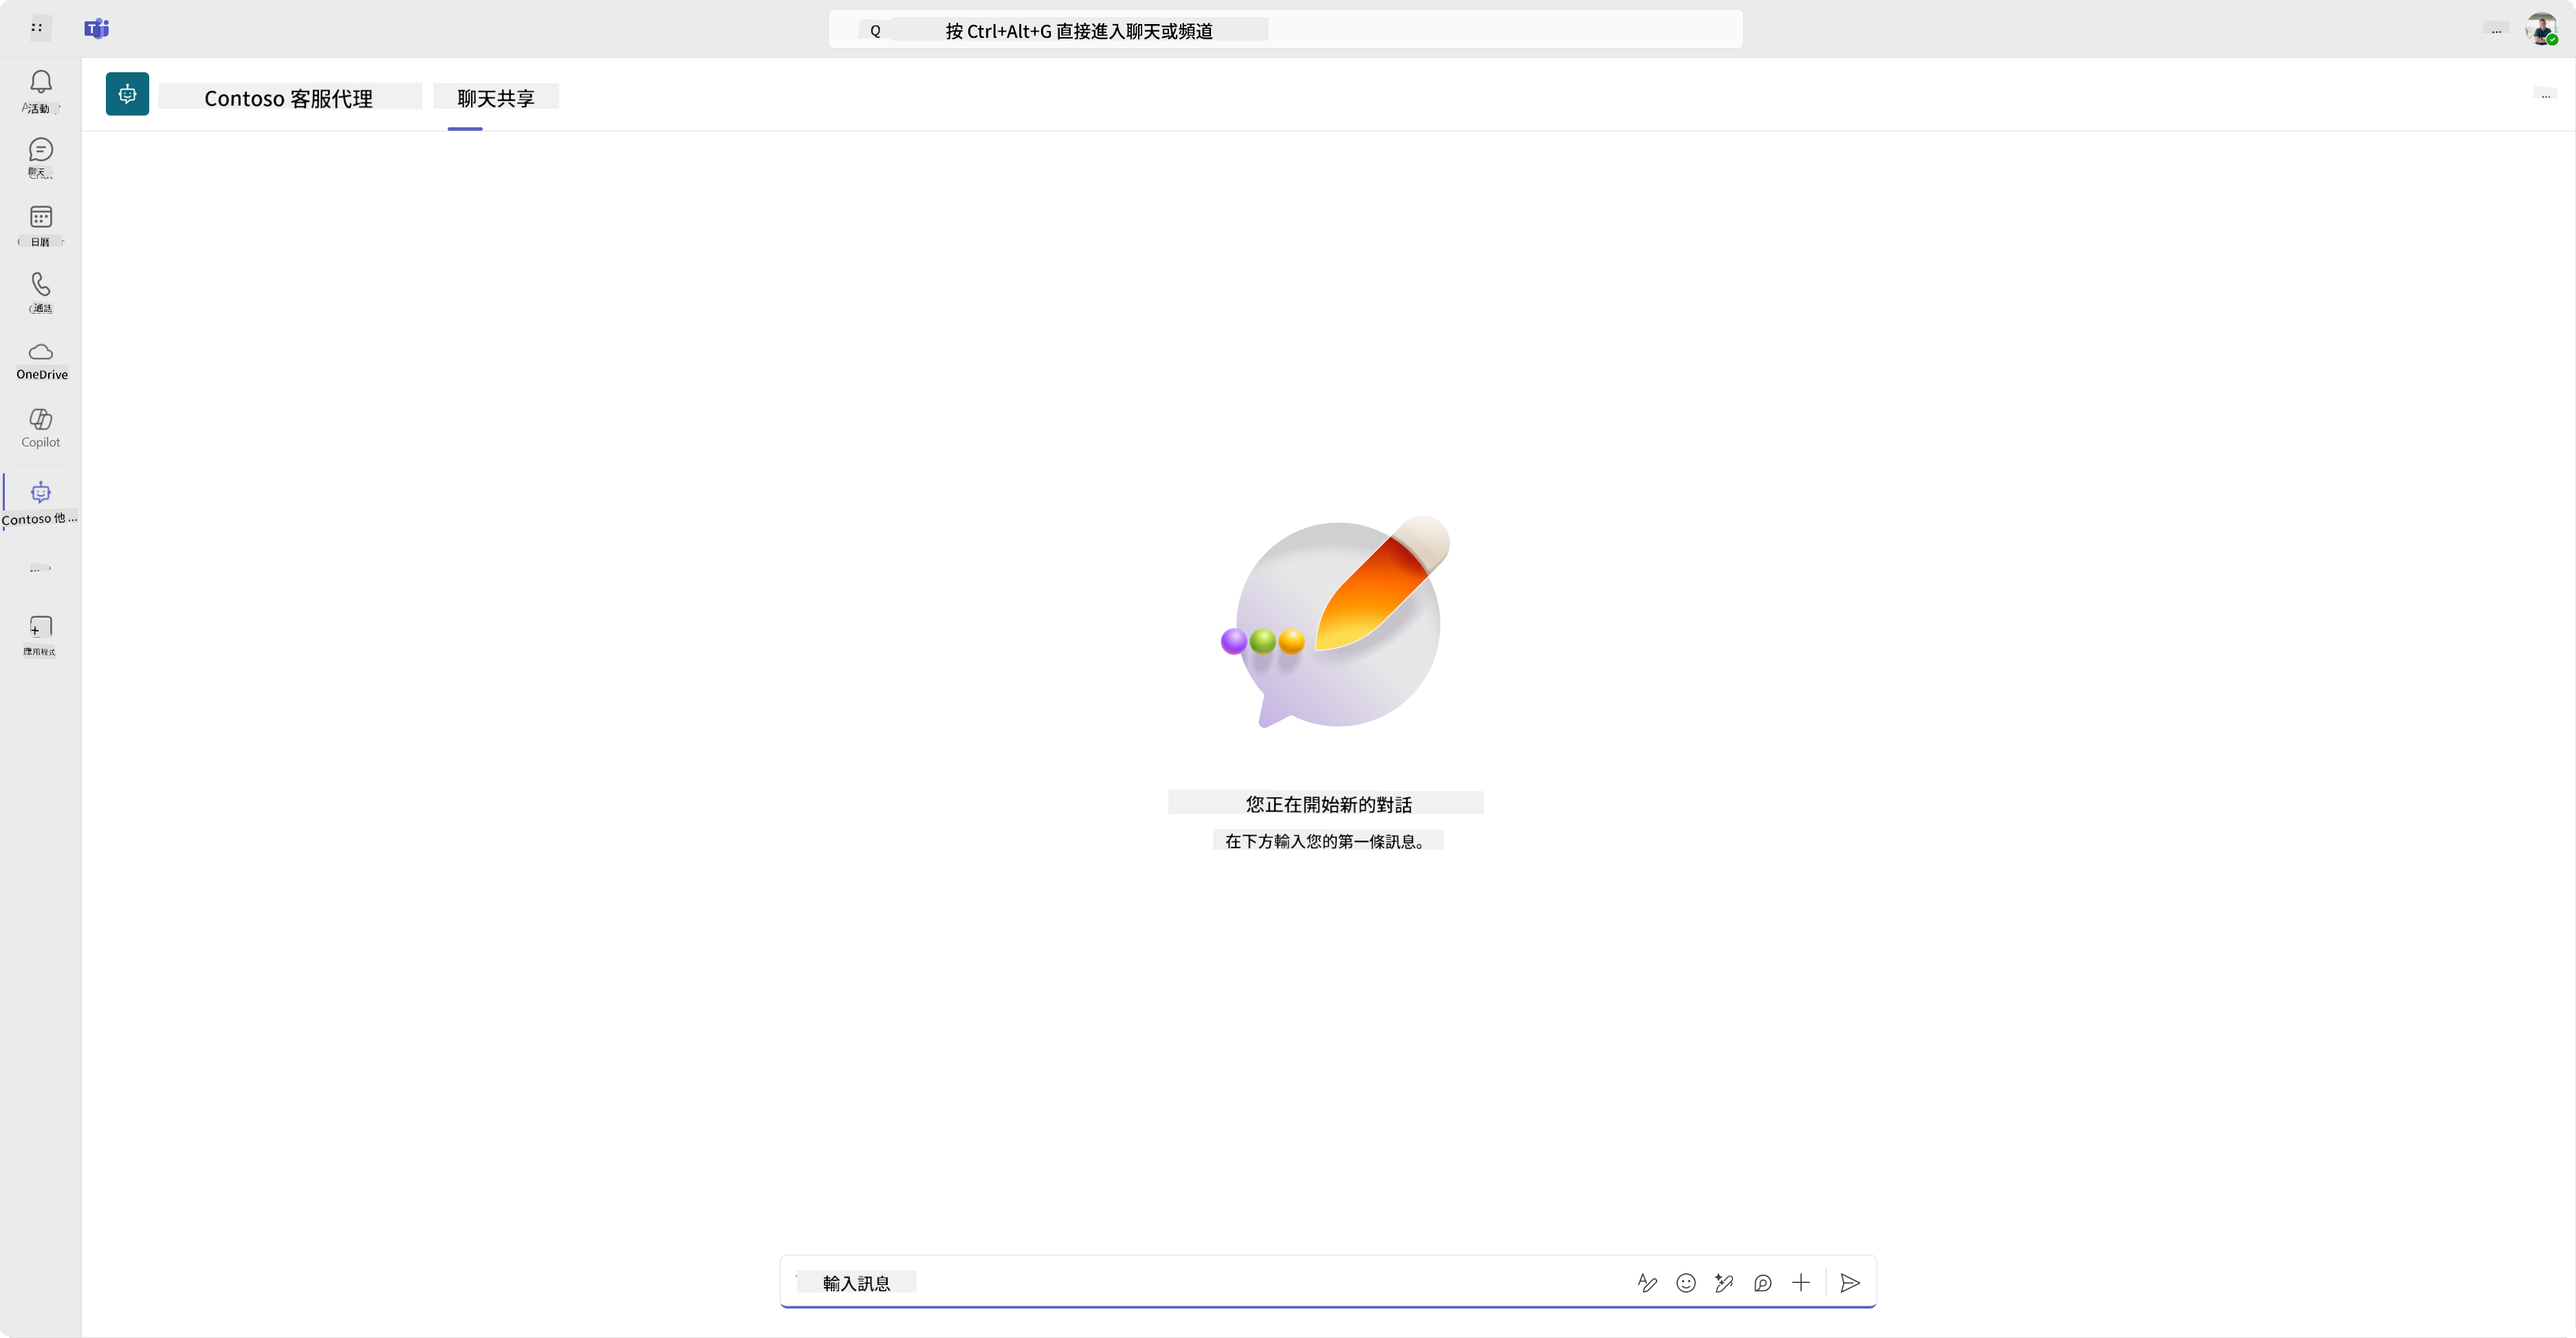 Q 按 Ctrl+Alt+G 直接進入聊天或頻道
...
Contoso 客服代理
聊天共享
...
活動
聊天
日曆
通話
OneDrive
Copilot
Contoso 他 ...
...
應用程式
您正在開始新的對話
在下方輸入您的第一條訊息。
輸入訊息